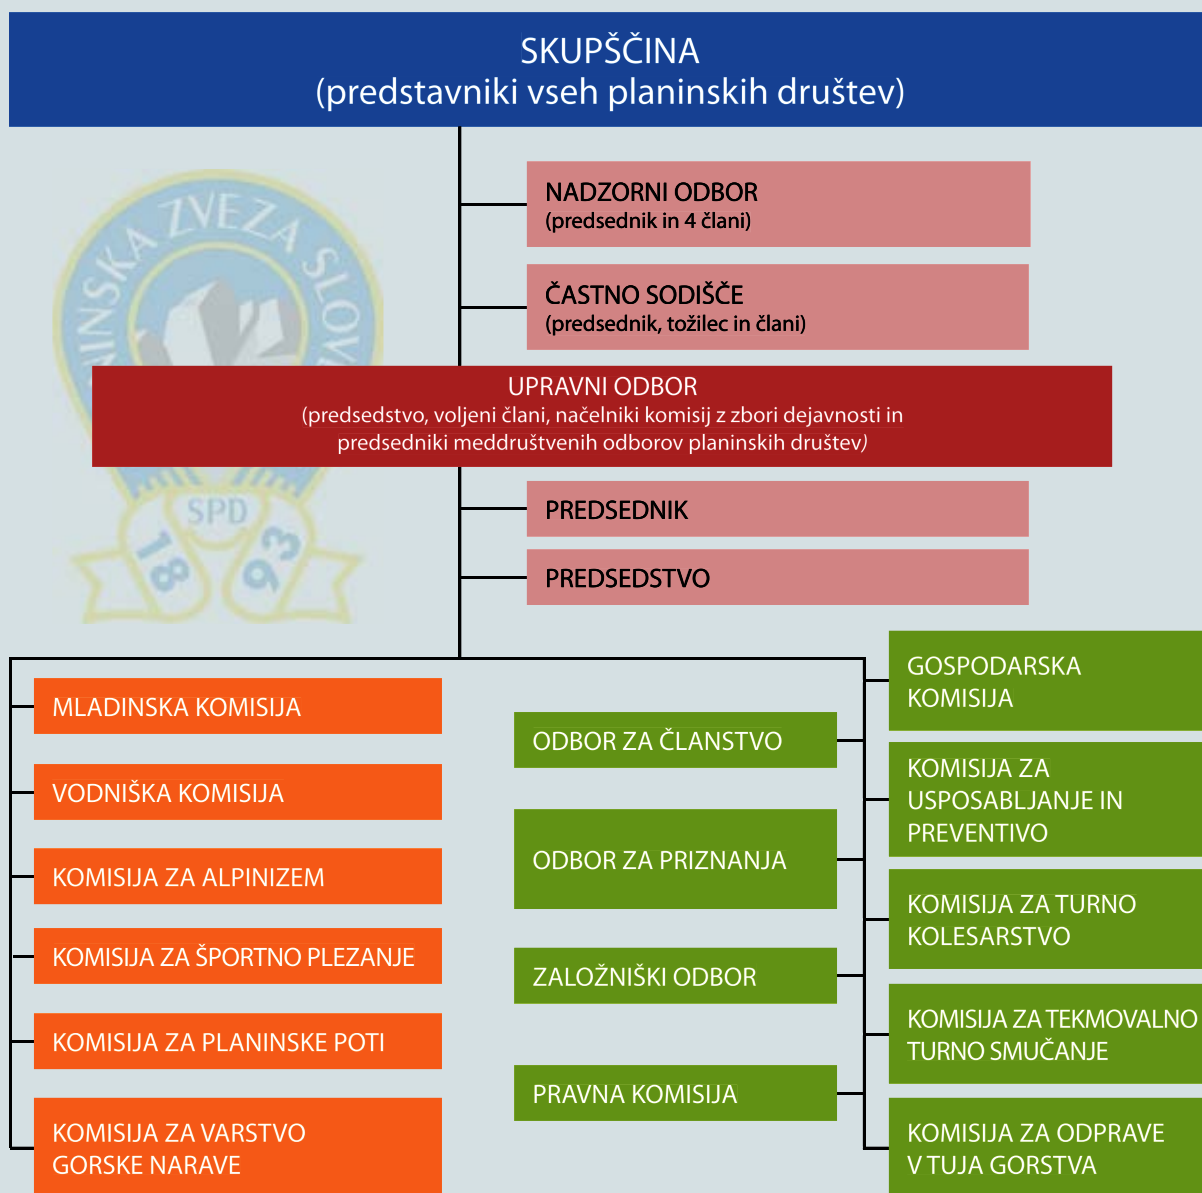 SKUPŠČINA
(predstavniki vseh planinskih društev)
NADZORNI ODBOR
(predsednik in 4 člani)
ČASTNO SODIŠČE
(predsednik, tožilec in člani)
UPRAVNI ODBOR
(predsedstvo, voljeni člani, načelniki komisij z zbori dejavnosti in
predsedniki meddruštvenih odborov planinskih društev)
PREDSEDNIK
PREDSEDSTVO
MLADINSKA KOMISIJA
VODNIŠKA KOMISIJA
KOMISIJA ZA ALPINIZEM
KOMISIJA ZA ŠPORTNO PLEZANJE
KOMISIJA ZA PLANINSKE POTI
KOMISIJA ZA VARSTVO
GORSKE NARAVE
ODBOR ZA ČLANSTVO
ODBOR ZA PRIZNANJA
ZALOŽNIŠKI ODBOR
PRAVNA KOMISIJA
GOSPODARSKA
KOMISIJA
KOMISIJA ZA
USPOSABLJANJE IN
PREVENTIVO
KOMISIJA ZA TURNO
KOLESARSTVO
KOMISIJA ZA TEKMOVALNO
TURNO SMUČANJE
KOMISIJA ZA ODPRAVE
V TUJA GORSTVA
ZVEZA
SPD
1893